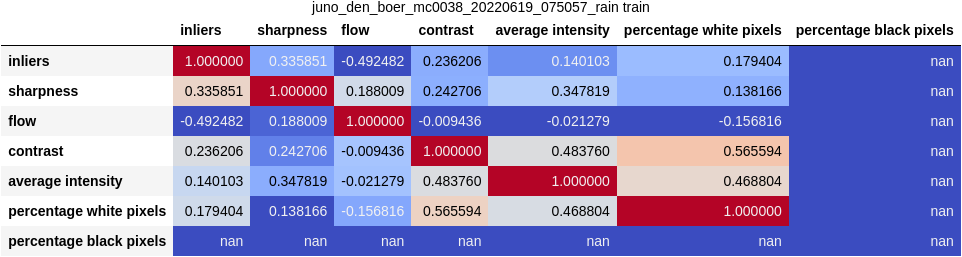 juno_den_boer_mc0038_20220619_075057_rain train
inliers sharpness flow contrast average intensity percentage white pixels percentage black pixels
inliers 1.000000 0.335851 -0.492482 0.236206 0.140103 0.179404 nan
sharpness 0.335851 1.000000 0.188009 0.242706 0.347819 0.138166 nan
flow -0.492482 0.188009 1.000000 -0.009436 -0.021279 -0.156816 nan
contrast 0.236206 0.242706 -0.009436 1.000000 0.483760 0.565594 nan
average intensity 0.140103 0.347819 -0.021279 0.483760 1.000000 0.468804 nan
percentage white pixels 0.179404 0.138166 -0.156816 0.565594 0.468804 1.000000 nan
percentage black pixels nan nan nan nan nan nan nan